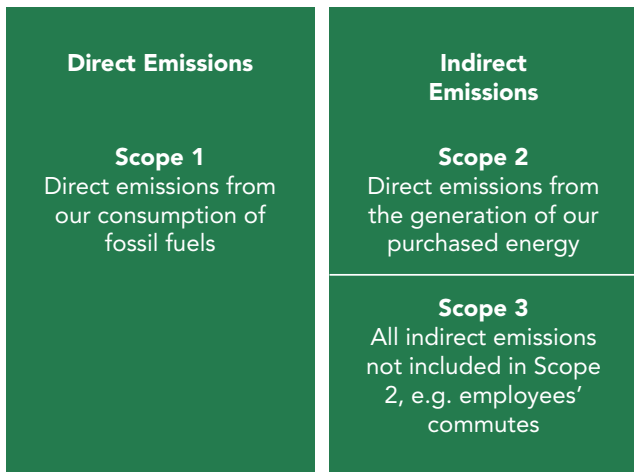 Direct Emissions
Scope 1
Direct emissions from
our consumption of
fossil fuels
Indirect
Emissions
Scope 2
Direct emissions from
the generation of our
purchased energy
Scope 3
All indirect emissions
not included in Scope
2, e.g. employees’
commutes